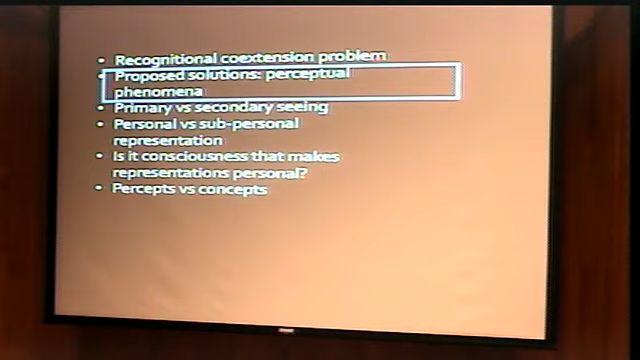 • Recognitional coextension problem
• Proposed solutions: perceptual
phenomena
• Primary vs secondary seeing
• Personal vs sub-personal
representation
• Is it consciousness that makes
representations personal?
• Percepts vs concepts